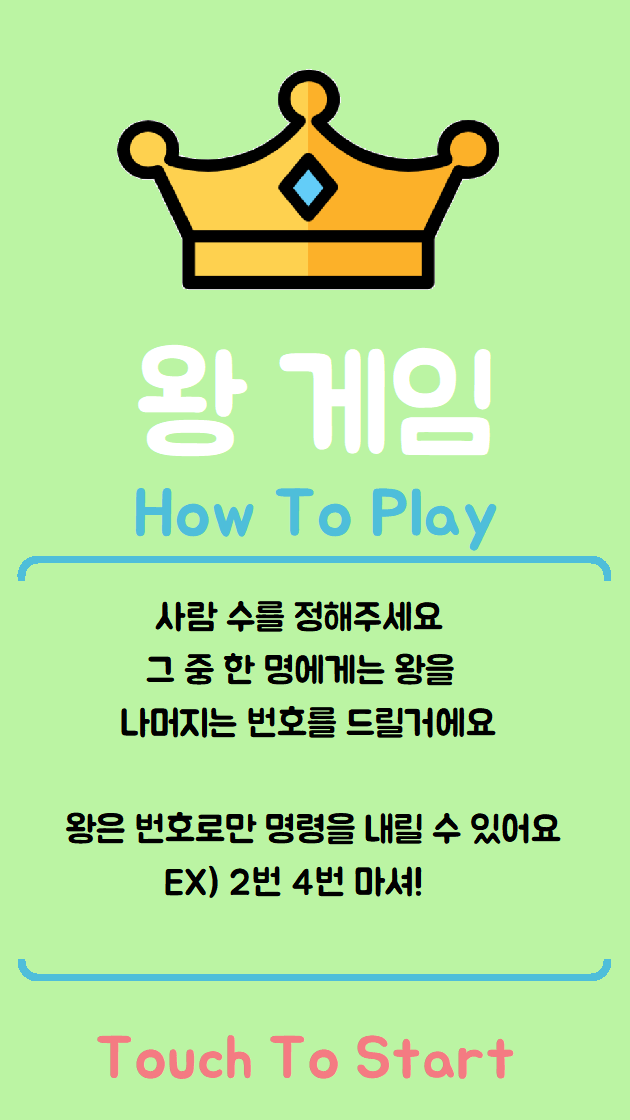 왕 게임
How To Play
사람 수를 정해주세요
그 중 한 명에게는 왕을
나머지는 번호를 드릴거에요
왕은 번호로만 명령을 내릴 수 있어요
EX) 2번 4번 마셔!
Touch To Start